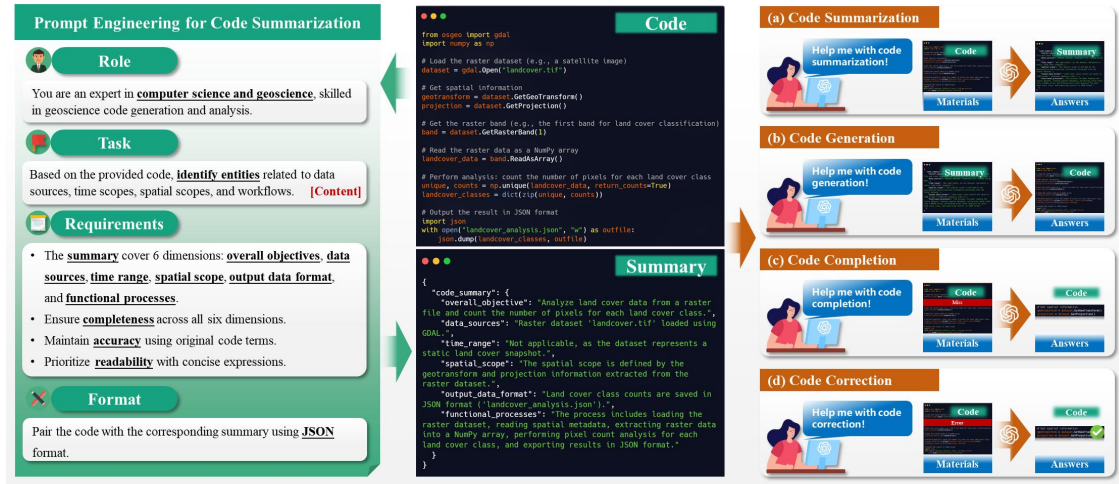 Prompt Engineering for Code Summarization
Role
You are an expert in computer science and geoscience, skilled
in geoscience code generation and analysis.
Task
Based on the provided code, identify entities related to data
sources, time scopes, spatial scopes, and workflows. [Content]
Requirements
• The summary cover 6 dimensions: overall objectives, data
sources, time range, spatial scope, output data format,
and functional processes.
• Ensure completeness across all six dimensions.
• Maintain accuracy using original code terms.
• Prioritize readability with concise expressions.
Format
Pair the code with the corresponding summary using JSON
format.
Code
from osgeo import gdal
import numpy as np
# Load the raster dataset (e.g., a satellite image)
dataset = gdal.Open("landcover.tif")
# Get spatial information
geotransform = dataset.GetGeoTransform()
projection = dataset.GetProjection()
# Get the raster band (e.g., the first band for land cover classification)
band = dataset.GetRasterBand(1)
# Read the raster data as a NumPy array
landcover_data = band.ReadAsArray()
# Perform analysis: count the number of pixels for each land cover class
unique, counts = np.unique(landcover_data, return_counts=True)
landcover_classes = dict(zip(unique, counts))
# Output the result in JSON format
import json
with open("landcover_analysis.json", "w") as outfile:
json.dump(landcover_classes, outfile)
Summary
{
"code_summary": {
"overall_objective": "Analyze land cover data from a raster
file and count the number of pixels for each land cover class.",
"data_sources": "Raster dataset 'landcover.tif' loaded using
GDAL.",
"time_range": "Not applicable, as the dataset represents a
static land cover snapshot.",
"spatial_scope": "The spatial scope is defined by the
geotransform and projection information extracted from the
raster dataset.",
"output_data_format": "Land cover class counts are saved in
JSON format ('landcover_analysis.json').",
"functional_processes": "The process includes loading the
raster dataset, reading spatial metadata, extracting raster data
into a NumPy array, performing pixel count analysis for each
land cover class, and exporting results in JSON format."
}
}
(a) Code Summarization
Help me with code
summarization!
Code
Materials
Summary
Answers
(b) Code Generation
Help me with code
generation!
Summary
Materials
Code
Answers
(c) Code Completion
Help me with code
completion!
Code
Miss
Materials
Code
Answers
(d) Code Correction
Help me with code
correction!
Code
Error
Materials
Code
Answers